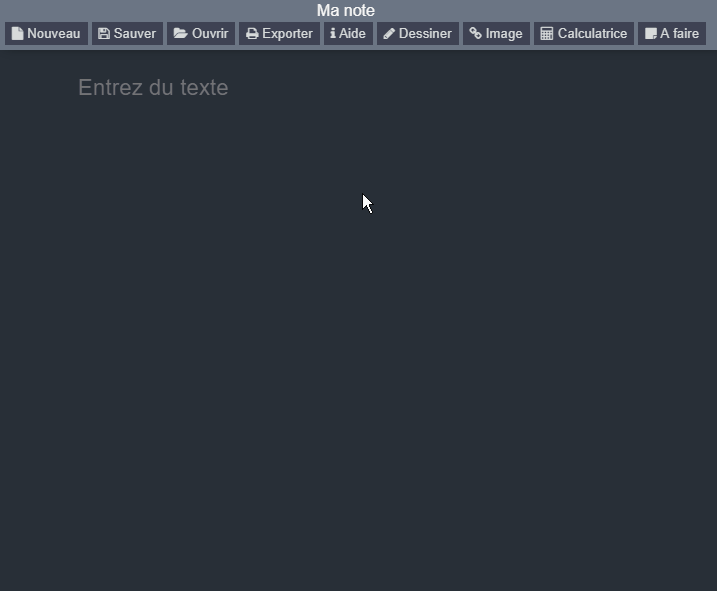 Ma note
Nouveau Sauver Ouvrir Exporter Aide Dessiner Image Calculatrice A faire
Entrez du texte